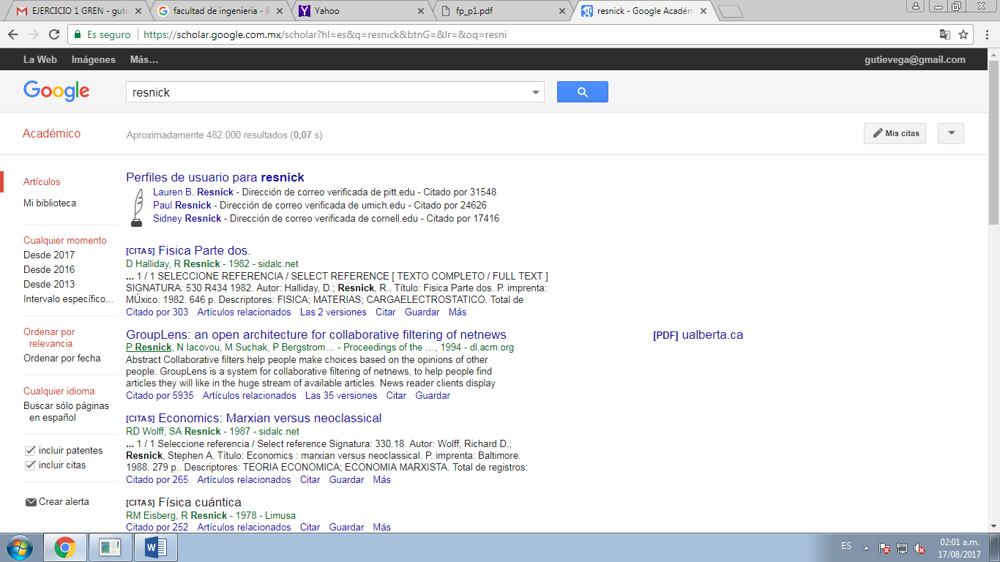 EJERCICIO 1 GREN - guti
facultad de ingenieria - B
Yahoo
fp_p1.pdf
resnick - Google Académ
Es seguro https://scholar.google.com.mx/scholar?hl=es&q=resnick&btnG=&lr=&oq=resni
La Web Imágenes Más... gutievega@gmail.com
Google resnick
Académico Aproximadamente 482.000 resultados (0,07 s) Mis citas
Artículos
Mi biblioteca
Cualquier momento
Desde 2017
Desde 2016
Desde 2013
Intervalo específico...
Ordenar por
relevancia
Ordenar por fecha
Cualquier idioma
Buscar sólo páginas
en español
incluir patentes
incluir citas
Crear alerta
Perfiles de usuario para resnick
Lauren B. Resnick - Dirección de correo verificada de pitt.edu - Citado por 31548
Paul Resnick - Dirección de correo verificada de umich.edu - Citado por 24626
Sidney Resnick - Dirección de correo verificada de cornell.edu - Citado por 17416
[CITAS] Fisica Parte dos.
D Halliday, R Resnick - 1982 - sidalc.net
... 1 / 1 SELECCIONE REFERENCIA / SELECT REFERENCE [ TEXTO COMPLETO / FULL TEXT ]
SIGNATURA: 530 R434 1982. Autor: Halliday, D.; Resnick, R.. Título: Fisica Parte dos. P. imprenta:
MÚxico. 1982. 646 p. Descriptores: FISICA; MATERIAS; CARGAELECTROSTATICO. Total de
Citado por 303 Artículos relacionados Las 2 versiones Citar Guardar Más
GroupLens: an open architecture for collaborative filtering of netnews [PDF] ualberta.ca
P Resnick, N Iacovou, M Suchak, P Bergstrom... - Proceedings of the ..., 1994 - dl.acm.org
Abstract Collaborative filters help people make choices based on the opinions of other
people. GroupLens is a system for collaborative filtering of netnews, to help people find
articles they will like in the huge stream of available articles. News reader clients display
Citado por 5935 Artículos relacionados Las 35 versiones Citar Guardar
[CITAS] Economics: Marxian versus neoclassical
RD Wolff, SA Resnick - 1987 - sidalc.net
... 1 / 1 Seleccione referencia / Select reference Signatura: 330.18. Autor: Wolff, Richard D.;
Resnick, Stephen A. Título: Economics : marxian versus neoclassical. P. imprenta: Baltimore.
1988. 279 p.. Descriptores: TEORIA ECONOMICA; ECONOMIA MARXISTA. Total de registros:
Citado por 265 Artículos relacionados Citar Guardar Más
[CITAS] Física cuántica
RM Eisberg, R Resnick - 1978 - Limusa
Citado por 252 Artículos relacionados Citar Guardar Más
ES 02:01 a.m.
17/08/2017